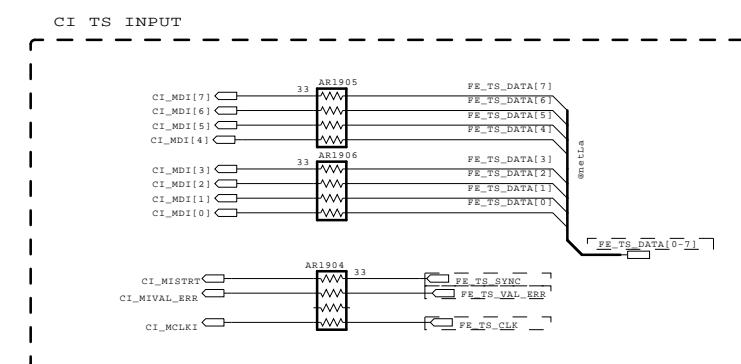 CI TS INPUT
AR1905
33
CI_MDI[7] FE_TS_DATA[7]
CI_MDI[6] FE_TS_DATA[6]
CI_MDI[5] FE_TS_DATA[5]
CI_MDI[4] FE_TS_DATA[4]
AR1906
33
CI_MDI[3] FE_TS_DATA[3]
CI_MDI[2] FE_TS_DATA[2]
CI_MDI[1] FE_TS_DATA[1]
CI_MDI[0] FE_TS_DATA[0]
@netLa
FE_TS_DATA[0-7]
AR1904
33
CI_MISTRT FE_TS_SYNC
CI_MIVAL_ERR FE_TS_VAL_ERR
CI_MCLKI FE_TS_CLK